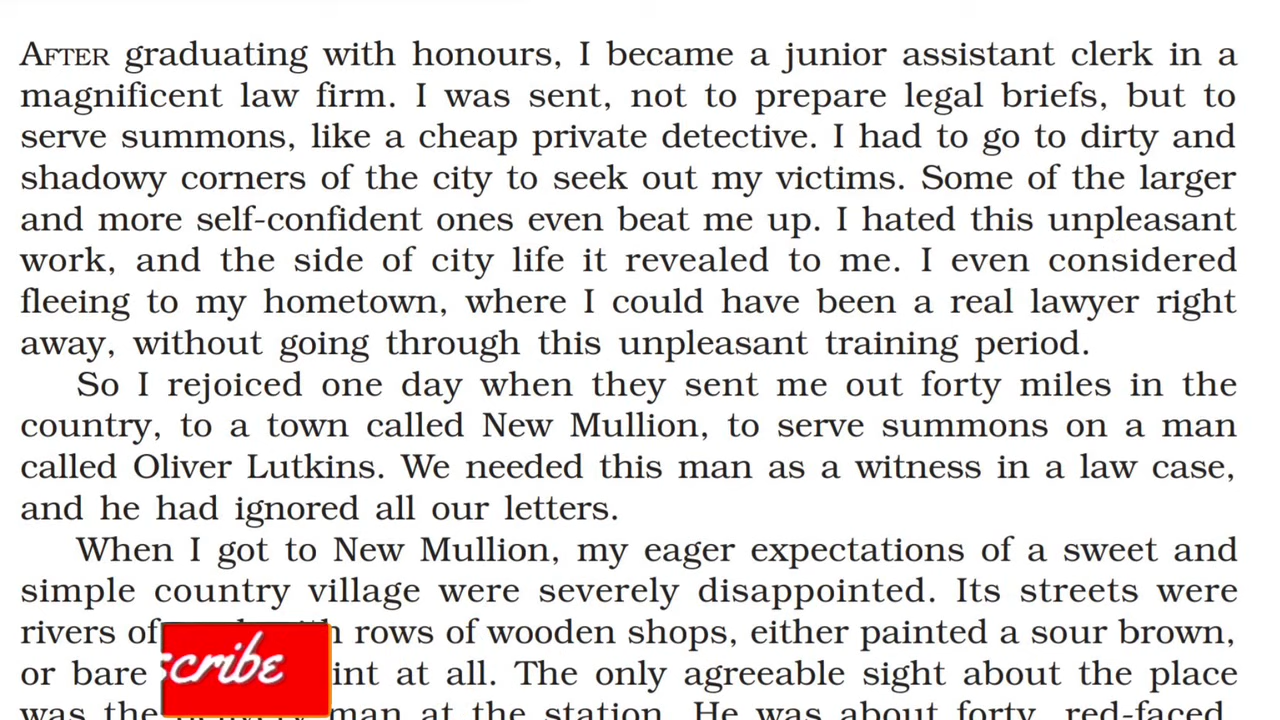 AFTER graduating with honours, I became a junior assistant clerk in a
magnificent law firm. I was sent, not to prepare legal briefs, but to
serve summons, like a cheap private detective. I had to go to dirty and
shadowy corners of the city to seek out my victims. Some of the larger
and more self-confident ones even beat me up. I hated this unpleasant
work, and the side of city life it revealed to me. I even considered
fleeing to my hometown, where I could have been a real lawyer right
away, without going through this unpleasant training period.
So I rejoiced one day when they sent me out forty miles in the
country, to a town called New Mullion, to serve summons on a man
called Oliver Lutkins. We needed this man as a witness in a law case,
and he had ignored all our letters.
When I got to New Mullion, my eager expectations of a sweet and
simple country village were severely disappointed. Its streets were
rivers of rows of wooden shops, either painted a sour brown,
or bare at all. The only agreeable sight about the place
was the man at the station. He was about forty, red-faced,
scribe